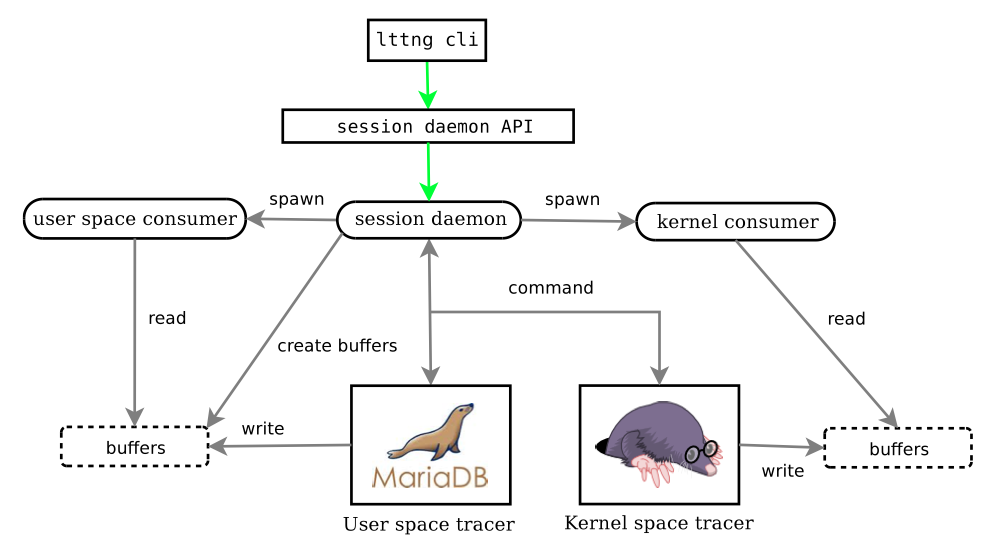 lttng cli
session daemon API
spawn
spawn
user space consumer
session daemon
kernel consumer
command
read
read
create buffers
write
buffers
MariaDB
write
buffers
User space tracer
Kernel space tracer